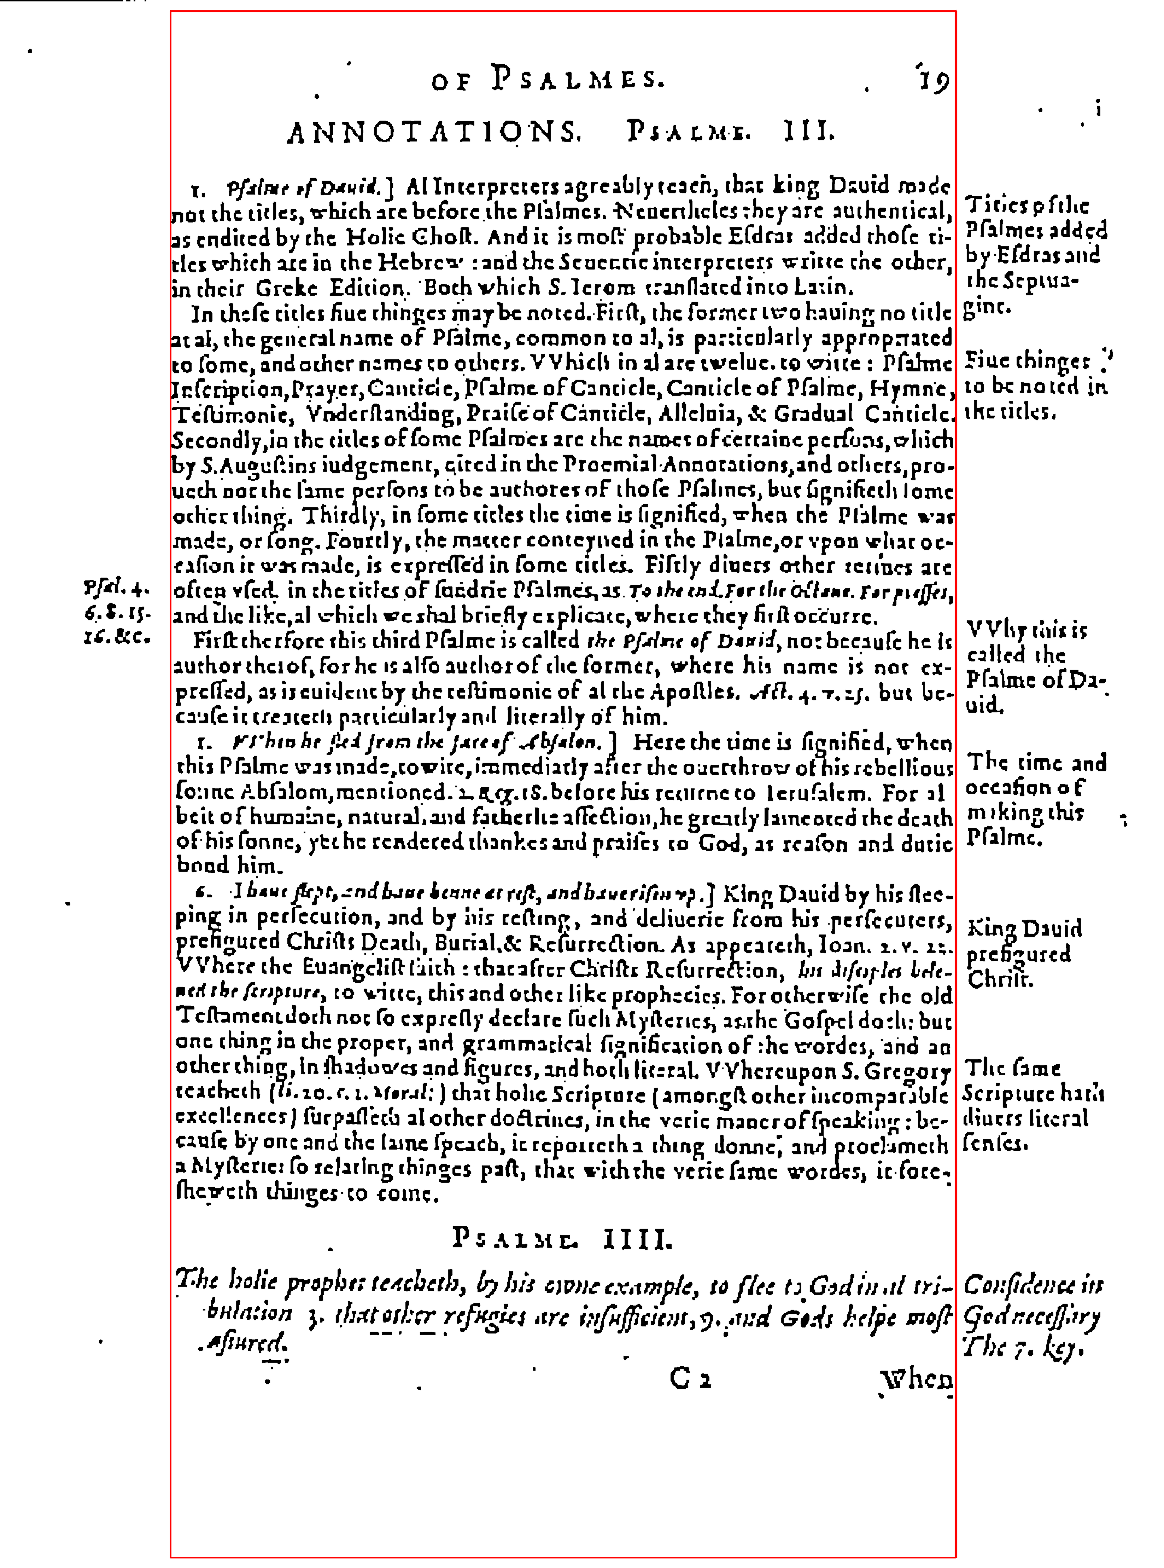 OF PSALMES. 19
ANNOTATIONS. PSALME. III.
1. Psalme of Dauid.] Al Interpreters agreably teach, that king Dauid made
not the titles, which are before the Psalmes. Neuertheles they are authentical,
as endited by the Holie Ghost. And it is most probable Esdras added those ti-
tles which are in the Hebrew : and the Seuentie interpreters writte the other,
in their Greke Edition. Both which S. Ierom translated into Latin.
Titles of the
Psalmes added
by Esdras and
the Septua-
gint.
In these titles fiue thinges may be noted. First, the former two hauing no title
at al, the general name of Psalme, common to al, is particularly appropriated
to some, and other names to others. VVhich in al are twelue. to witte : Psalme
Inscription, Prayer, Canticle, Psalme of Canticle, Canticle of Psalme, Hymne,
Testimonie, Vnderstanding, Praise of Canticle, Alleluia, & Gradual Canticle.
Fiue thinges
to be noted in
the titles.
Secondly, in the titles of some Psalmes are the names of certaine persons, which
by S. Augustins iudgement, cited in the Proemial Annotations, and others, pro-
ueth not the same persons to be authores of those Psalmes, but signifieth some
other thing. Thirdly, in some titles the time is signified, when the Psalme was
made, or song. Fourtly, the matter conteyned in the Psalme, or vpon what oc-
casion it was made, is expressed in some titles. Fiftly diuers other termes are
often vsed in the titles of sundrie Psalmes, as To the end. For the Octaue. For presses,
and the like, al which we shal briefly explicate, where they first occurre.
Psal. 4.
6. 8. 15.
16. &c.
First therfore this third Psalme is called the Psalme of Dauid, not because he is
author therof, for he is also author of the former, where his name is not ex-
pressed, as is euident by the testimonie of al the Apostles. Act. 4. v. 25. but be-
cause it treateth particularly and literally of him.
VVhy this is
called the
Psalme of Da-
uid.
1. VVhen he fled from the face of Absalon.] Here the time is signified, when
this Psalme was made, to wite, immediatly after the ouerthrow of his rebellious
sonne Absalom, mentioned. 2. Reg. 18. before his returne to Ierusalem. For al
beit of humaine, natural, and fatherlie affection, he greatly lamented the death
of his sonne, yet he rendered thankes and praises to God, as reason and dutie
bond him.
The time and
occasion of
making this
Psalme.
6. I haue slept, and haue benne at rest, and haue risen vp.] King Dauid by his slee-
ping in persecution, and by his resting, and deliuerie from his persecuters,
prefigured Christs Death, Burial, & Resurrection. As appeareth, Ioan. 2. v. 22.
VVhere the Euangelist saith : that after Christs Resurrection, his disciples bele-
ued the scripture, to witte, this and other like prophecies. For otherwise the old
Testament doth not so expresly declare such Mysteries, as the Gospel doth: but
one thing in the proper, and grammatical signification of the wordes, and an
other thing, in shadowes and figures, and both literal. VVhereupon S. Gregory
teacheth (li. 20. c. 1. Moral:) that holie Scripture (amongst other incomparable
excellences) surpasseth al other doctrines, in the verie maner of speaking: be-
cause by one and the same speach, it reporteth a thing donne, and proclameth
a Mysterie: so relating thinges past, that with the verie same wordes, it fore-
sheweth thinges to come.
King Dauid
prefigured
Christ.
The same
Scripture hath
diuers literal
senses.
PSALME. IIII.
The holie prophet teacheth, by his owne example, to flee to God in al tri-
bulation 3. that other refugies are insufficient, 9. and Gods helpe most
assured.
Confidence in
God necessary
The 7. key.
C 2 When